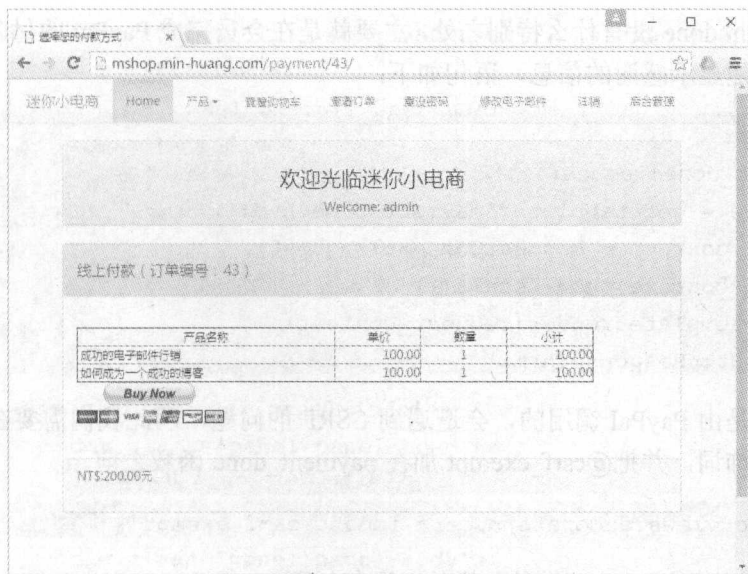 选择您的付款方式
mshop.min-huang.com/payment/43/
迷你小电商 Home 产品 查看购物车 查看订单 重设密码 修改电子邮件 注销 后台管理
欢迎光临迷你小电商
Welcome: admin
线上付款（订单编号：43）
产品名称 单价 数量 小计
成功的电子邮件行销 100.00 1 100.00
如何成为一个成功的博客 100.00 1 100.00
Buy Now
VISA
NT$:200.00元